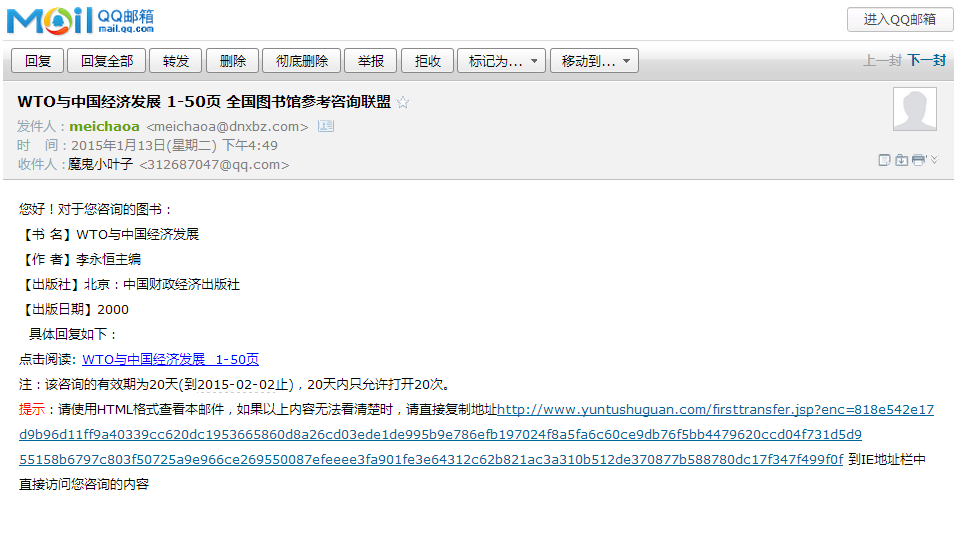 Mail QQ邮箱 mail.qq.com
进入QQ邮箱
回复 回复全部 转发 删除 彻底删除 举报 拒收 标记为... 移动到... 上一封 下一封
WTO与中国经济发展 1-50页 全国图书馆参考咨询联盟
发件人：meichaoa <meichaoa@dnxbz.com>
时 间：2015年1月13日(星期二) 下午4:49
收件人：魔鬼小叶子 <312687047@qq.com>
您好！对于您咨询的图书：
【书 名】WTO与中国经济发展
【作 者】李永恒主编
【出版社】北京：中国财政经济出版社
【出版日期】2000
具体回复如下：
点击阅读: WTO与中国经济发展 1-50页
注：该咨询的有效期为20天(到2015-02-02止)，20天内只允许打开20次。
提示：请使用HTML格式查看本邮件，如果以上内容无法看清楚时，请直接复制地址http://www.yuntushuguan.com/firsttransfer.jsp?enc=818e542e17
d9b96d11ff9a40339cc620dc1953665860d8a26cd03ede1de995b9e786efb197024f8a5fa6c60ce9db76f5bb4479620ccd04f731d5d9
55158b6797c803f50725a9e966ce269550087efeeee3fa901fe3e64312c62b821ac3a310b512de370877b588780dc17f347f499f0f 到IE地址栏中
直接访问您咨询的内容